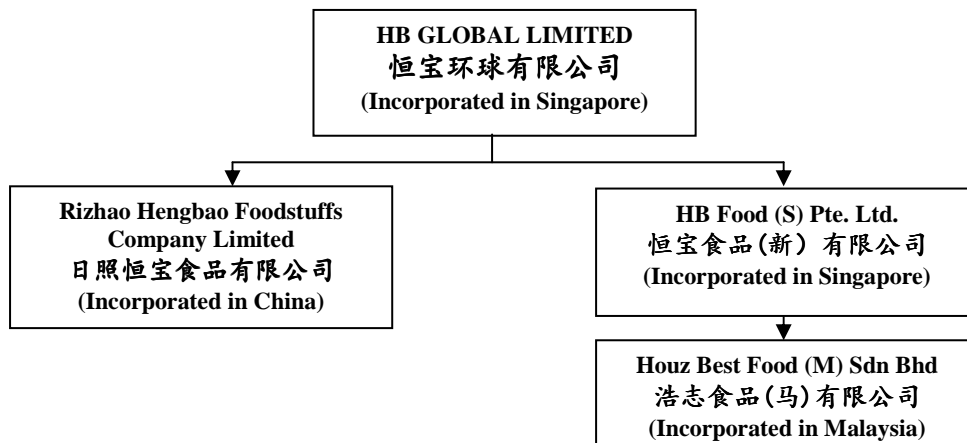 HB GLOBAL LIMITED
恒宝环球有限公司
(Incorporated in Singapore)
Rizhao Hengbao Foodstuffs
Company Limited
日照恒宝食品有限公司
(Incorporated in China)
HB Food (S) Pte. Ltd.
恒宝食品(新）有限公司
(Incorporated in Singapore)
Houz Best Food (M) Sdn Bhd
浩志食品(马)有限公司
(Incorporated in Malaysia)